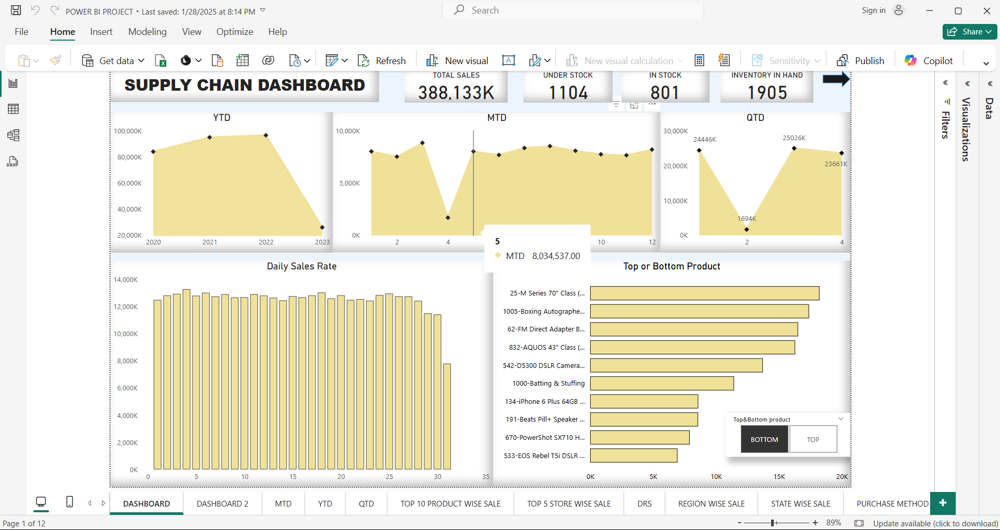 POWER BI PROJECT • Last saved: 1/28/2025 at 8:14 PM
Search
Sign in
File Home Insert Modeling View Optimize Help
Share
Get data
Refresh
New visual
New visual calculation
Sensitivity
Publish
Copilot
SUPPLY CHAIN DASHBOARD
TOTAL SALES
388,133K
UNDER STOCK
1104
IN STOCK
801
INVENTORY IN HAND
1905
Filters
Visualizations
Data
DAX
YTD
100,000K
80,000K
60,000K
40,000K
20,000K
2020 2021 2022 2023
MTD
10,000K
5,000K
0K
2 4 10 12
5
MTD 8,034,537.00
QTD
30,000K
20,000K
10,000K
0K
24446K
1694K
25026K
23661K
2 4
Daily Sales Rate
14,000K
12,000K
10,000K
8,000K
6,000K
4,000K
2,000K
0K
0 5 10 15 20 25 30 35
Top or Bottom Product
25-M Series 70" Class (...
1005-Boxing Autographe...
62-FM Direct Adapter B...
832-AQUOS 43" Class (...
542-D5300 DSLR Camera...
1000-Batting & Stuffing
134-iPhone 6 Plus 64GB ...
191-Beats Pill+ Speaker ...
670-PowerShot SX710 H...
533-EOS Rebel T5i DSLR ...
0K 5K 10K 15K 20K
Top&Bottom product
BOTTOM TOP
DASHBOARD DASHBOARD 2 MTD YTD QTD TOP 10 PRODUCT WISE SALE TOP 5 STORE WISE SALE DRS REGION WISE SALE STATE WISE SALE PURCHASE METHOD
Page 1 of 12
- + 89% Update available (click to download)